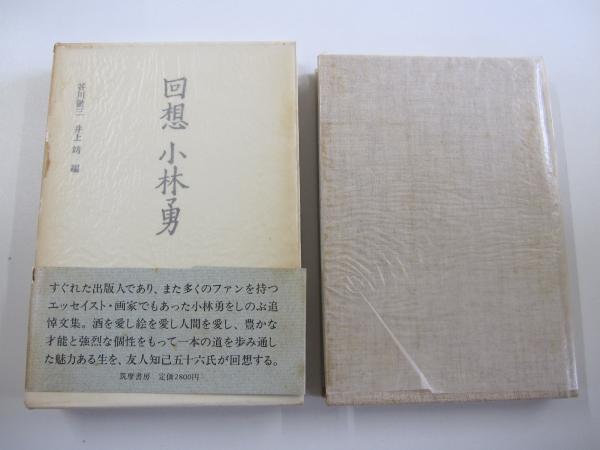 回想 小林勇
谷川徹三 井上靖 編
すぐれた出版人であり、また多くのファンを持つ
エッセイスト・画家でもあった小林勇をしのぶ追
悼文集。酒を愛し絵を愛し人間を愛し、豊かな
才能と強烈な個性をもって一本の道を歩み通し
た魅力ある生を、友人知己五十六氏が回想する。
筑摩書房 定価2800円